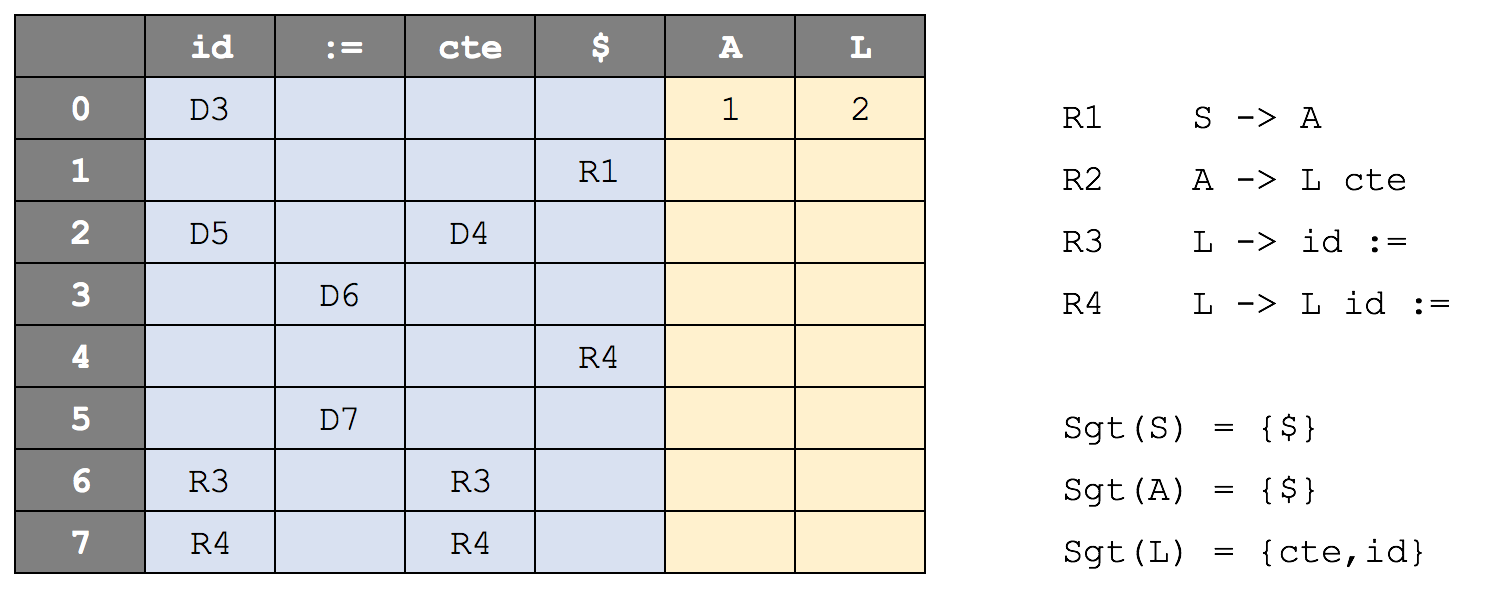 id := cte $ A L
0 D3 1 2
1 R1
2 D5 D4
3 D6
4 R4
5 D7
6 R3 R3
7 R4 R4
R1 S -> A
R2 A -> L cte
R3 L -> id :=
R4 L -> L id :=
Sgt(S) = {$}
Sgt(A) = {$}
Sgt(L) = {cte,id}